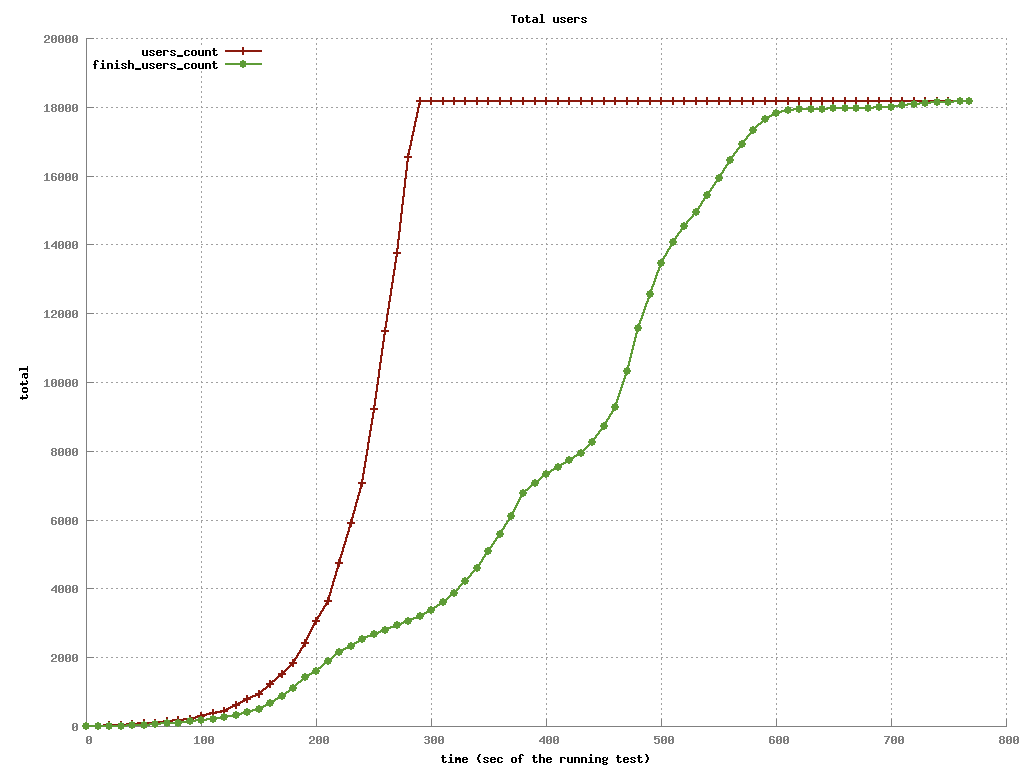 Total users
users_count
finish_users_count
20000
18000
16000
14000
12000
10000
8000
6000
4000
2000
0
total
0 100 200 300 400 500 600 700 800
time (sec of the running test)